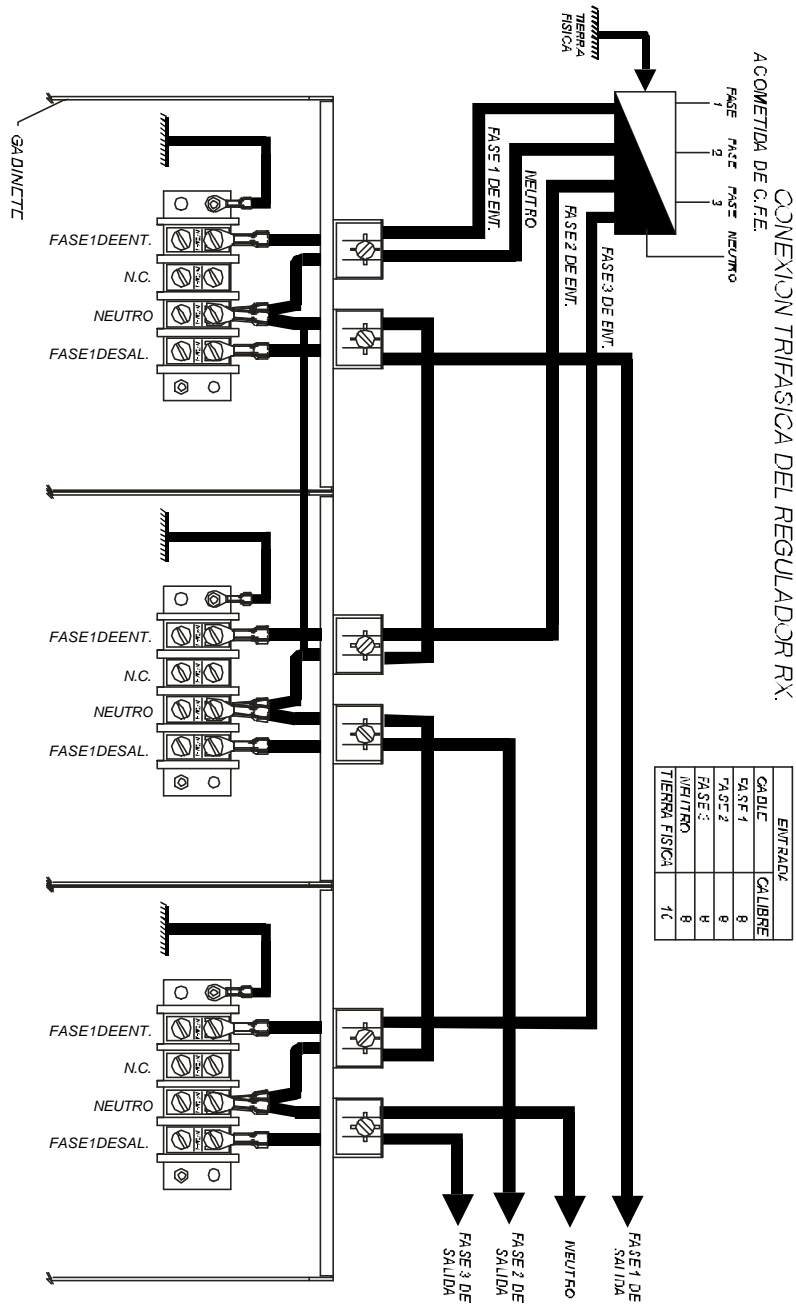 CONEXION TRIFASICA DEL REGULADOR RX.
ACOMETIDA DE C.F.E.
FASE 1
FASE 2
FASE 3
NEUTRO
TIERRA
FISICA
FASE 1 DE ENT.
NEUTRO
FASE 2 DE ENT.
FASE 3 DE ENT.
ENTRADA
CABLE CALIBRE
FASE 1 8
FASE 2 8
FASE 3 8
NEUTRO 8
TIERRA FISICA 10
GABINETE
FASE1DEENT.
N.C.
NEUTRO
FASE1DESAL.
FASE1DEENT.
N.C.
NEUTRO
FASE1DESAL.
FASE1DEENT.
N.C.
NEUTRO
FASE1DESAL.
FASE 1 DE
SALIDA
NEUTRO
FASE 2 DE
SALIDA
FASE 3 DE
SALIDA